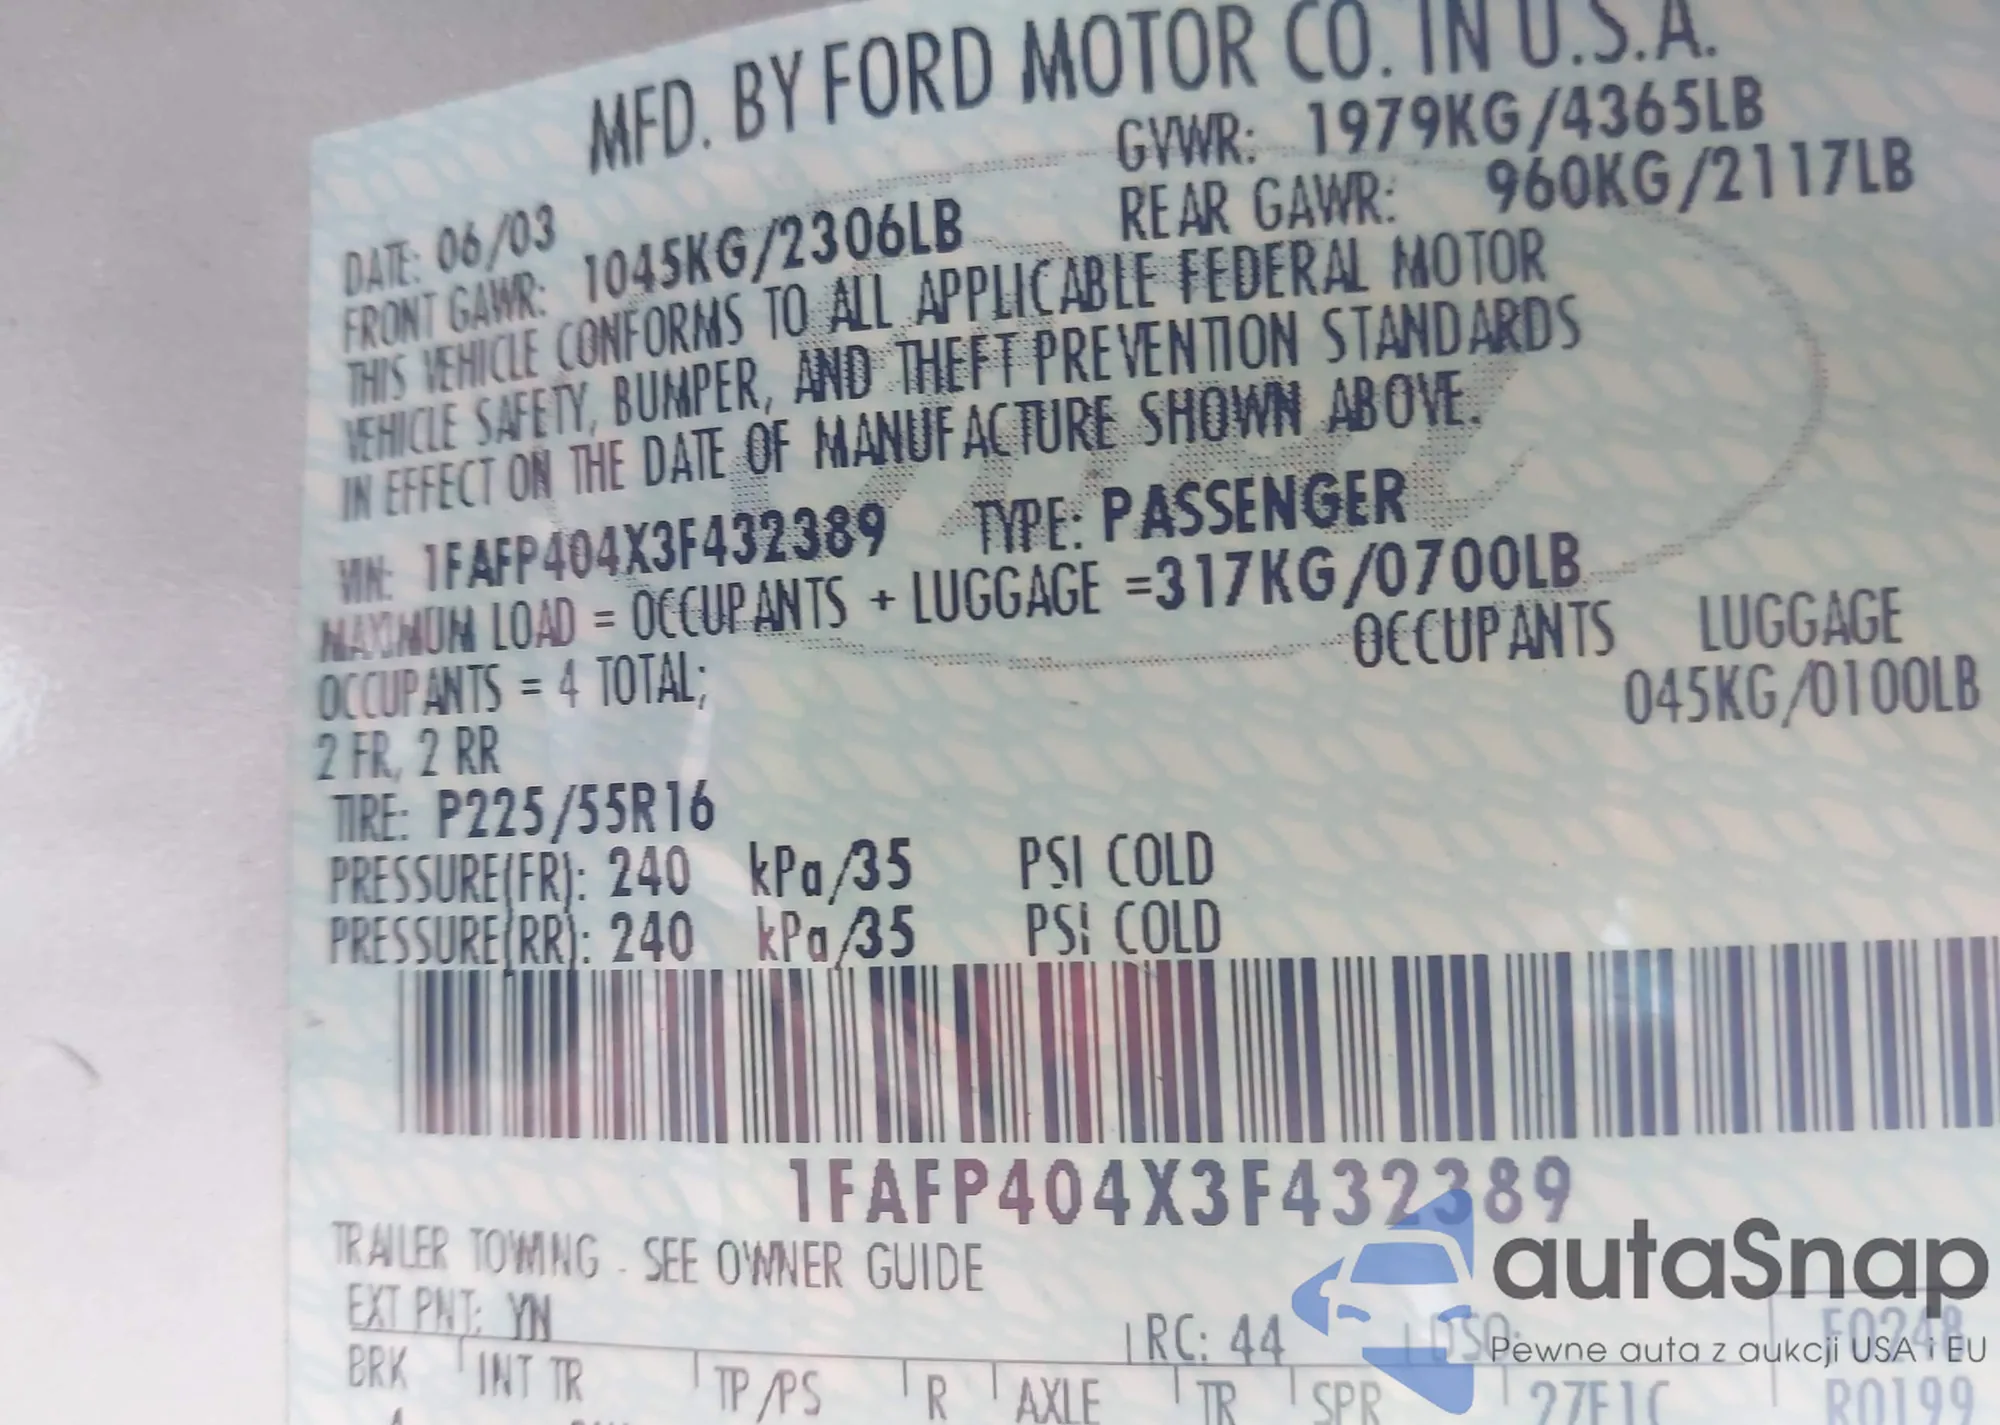 MFD. BY FORD MOTOR CO. IN U.S.A.
DATE: 06/03 GVWR: 1979KG/4365LB
FRONT GAWR: 1045KG/2306LB REAR GAWR: 960KG/2117LB
THIS VEHICLE CONFORMS TO ALL APPLICABLE FEDERAL MOTOR
VEHICLE SAFETY, BUMPER, AND THEFT PREVENTION STANDARDS
IN EFFECT ON THE DATE OF MANUFACTURE SHOWN ABOVE.
VIN: 1FAFP404X3F432389 TYPE: PASSENGER
MAXIMUM LOAD = OCCUPANTS + LUGGAGE =317KG/0700LB
OCCUPANTS = 4 TOTAL; OCCUPANTS LUGGAGE
2 FR, 2 RR 045KG/0100LB
TIRE: P225/55R16
PRESSURE(FR): 240 kPa/35 PSI COLD
PRESSURE(RR): 240 kPa/35 PSI COLD
1FAFP404X3F432389
TRAILER TOWING - SEE OWNER GUIDE
EXT PNT: YN RC: 44 DSO:
BRK INT TR TP/PS R AXLE TR SPR R0199
autaSnap
Pewne auta z aukcji USA i EU